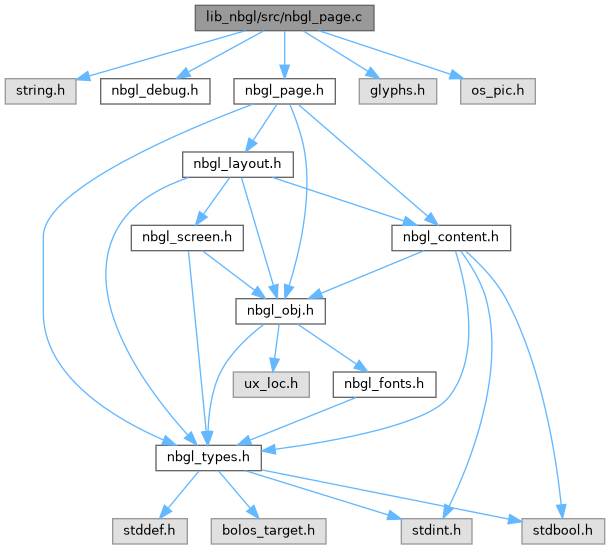 lib_nbgl/src/nbgl_page.c
string.h
nbgl_debug.h
nbgl_page.h
glyphs.h
os_pic.h
nbgl_layout.h
nbgl_screen.h
nbgl_content.h
nbgl_obj.h
ux_loc.h
nbgl_fonts.h
nbgl_types.h
stddef.h
bolos_target.h
stdint.h
stdbool.h